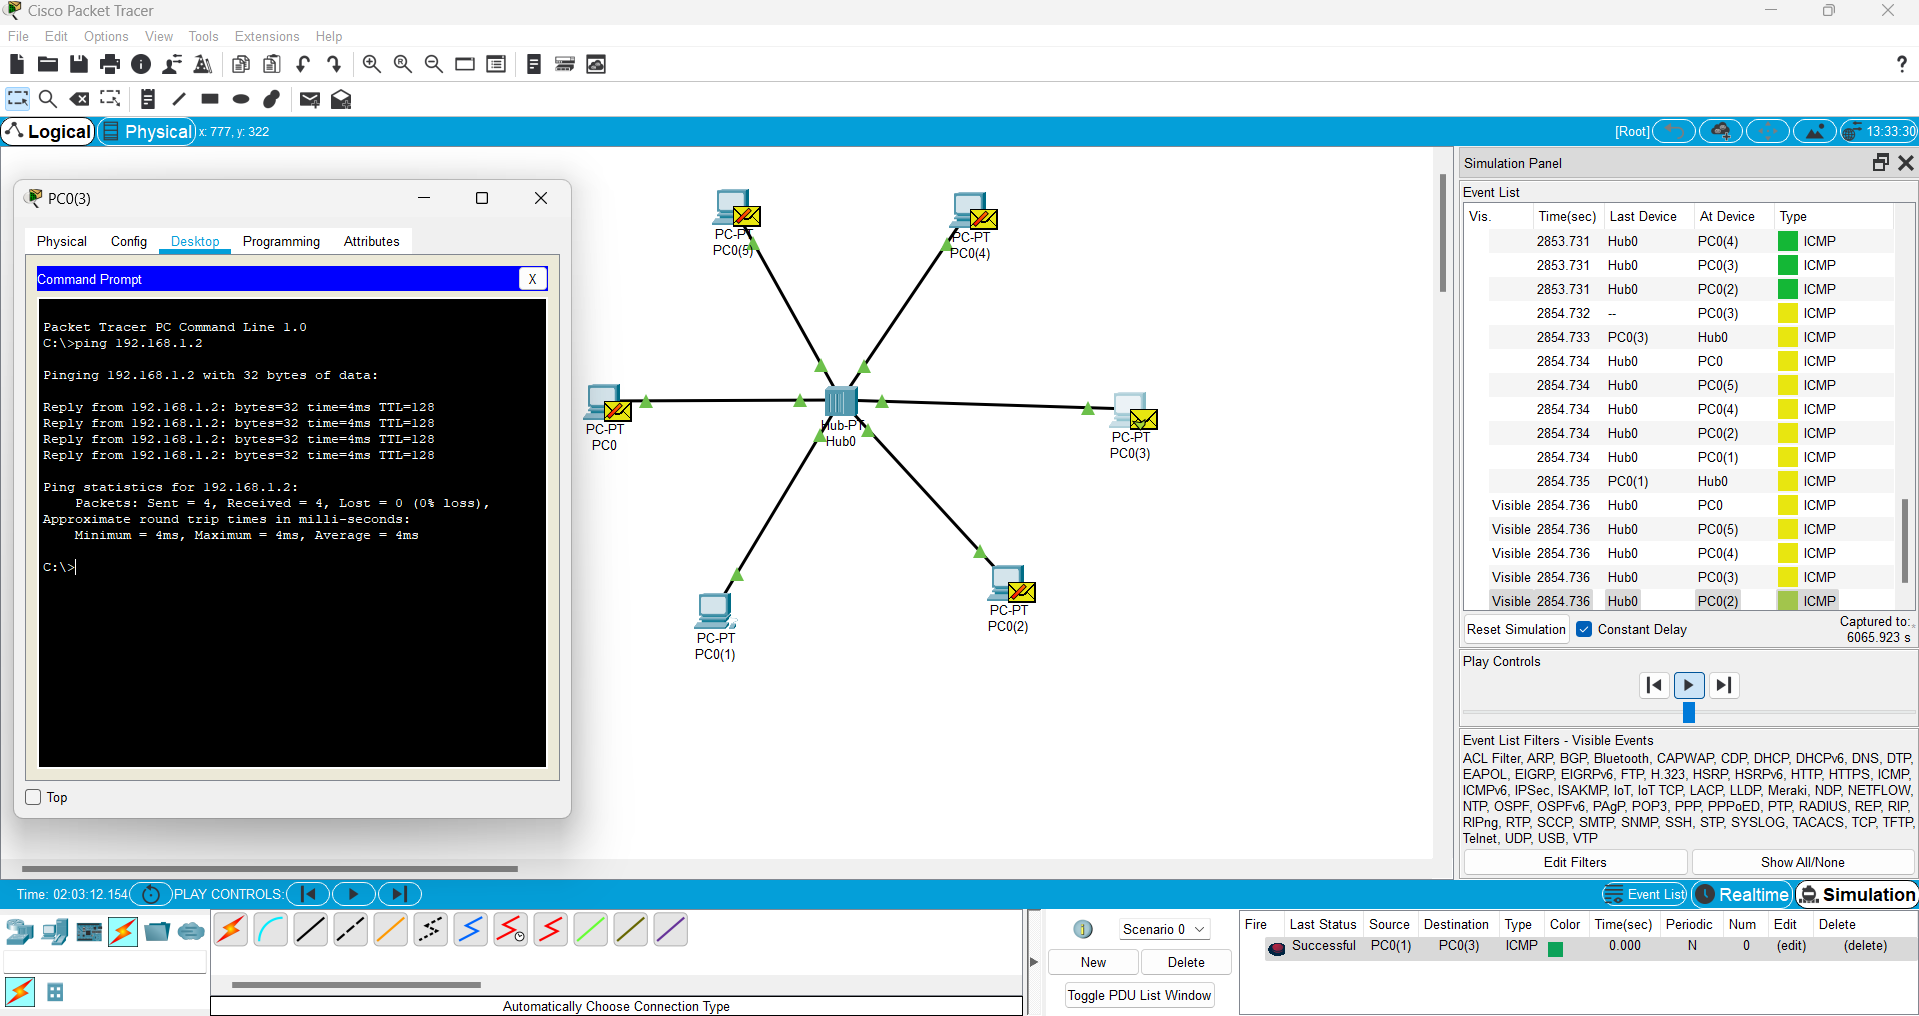 Cisco Packet Tracer
File Edit Options View Tools Extensions Help
Logical Physical x: 777, y: 322 [Root] 13:33:30
PC0(3)
Physical Config Desktop Programming Attributes
Command Prompt X
Packet Tracer PC Command Line 1.0
C:\>ping 192.168.1.2
Pinging 192.168.1.2 with 32 bytes of data:
Reply from 192.168.1.2: bytes=32 time=4ms TTL=128
Reply from 192.168.1.2: bytes=32 time=4ms TTL=128
Reply from 192.168.1.2: bytes=32 time=4ms TTL=128
Reply from 192.168.1.2: bytes=32 time=4ms TTL=128
Ping statistics for 192.168.1.2:
Packets: Sent = 4, Received = 4, Lost = 0 (0% loss),
Approximate round trip times in milli-seconds:
Minimum = 4ms, Maximum = 4ms, Average = 4ms
C:\>
Top
PC-PT
PC0(5)
PC-PT
PC0(4)
PC-PT
PC0
Hub-PT
Hub0
PC-PT
PC0(3)
PC-PT
PC0(1)
PC-PT
PC0(2)
Simulation Panel
Event List
Vis. Time(sec) Last Device At Device Type
2853.731 Hub0 PC0(4) ICMP
2853.731 Hub0 PC0(3) ICMP
2853.731 Hub0 PC0(2) ICMP
2854.732 -- PC0(3) ICMP
2854.733 PC0(3) Hub0 ICMP
2854.734 Hub0 PC0 ICMP
2854.734 Hub0 PC0(5) ICMP
2854.734 Hub0 PC0(4) ICMP
2854.734 Hub0 PC0(2) ICMP
2854.734 Hub0 PC0(1) ICMP
2854.735 PC0(1) Hub0 ICMP
Visible 2854.736 Hub0 PC0 ICMP
Visible 2854.736 Hub0 PC0(5) ICMP
Visible 2854.736 Hub0 PC0(4) ICMP
Visible 2854.736 Hub0 PC0(3) ICMP
Visible 2854.736 Hub0 PC0(2) ICMP
Reset Simulation Constant Delay Captured to:
6065.923 s
Play Controls
Event List Filters - Visible Events
ACL Filter, ARP, BGP, Bluetooth, CAPWAP, CDP, DHCP, DHCPv6, DNS, DTP,
EAPOL, EIGRP, EIGRPv6, FTP, H.323, HSRP, HSRPv6, HTTP, HTTPS, ICMP,
ICMPv6, IPSec, ISAKMP, IoT, IoT TCP, LACP, LLDP, Meraki, NDP, NETFLOW,
NTP, OSPF, OSPFv6, PAgP, POP3, PPP, PPPoED, PTP, RADIUS, REP, RIP,
RIPng, RTP, SCCP, SMTP, SNMP, SSH, STP, SYSLOG, TACACS, TCP, TFTP,
Telnet, UDP, USB, VTP
Edit Filters Show All/None
Time: 02:03:12.154 PLAY CONTROLS: Event List Realtime Simulation
Scenario 0
New Delete
Toggle PDU List Window
Fire Last Status Source Destination Type Color Time(sec) Periodic Num Edit Delete
Successful PC0(1) PC0(3) ICMP 0.000 N 0 (edit) (delete)
Automatically Choose Connection Type